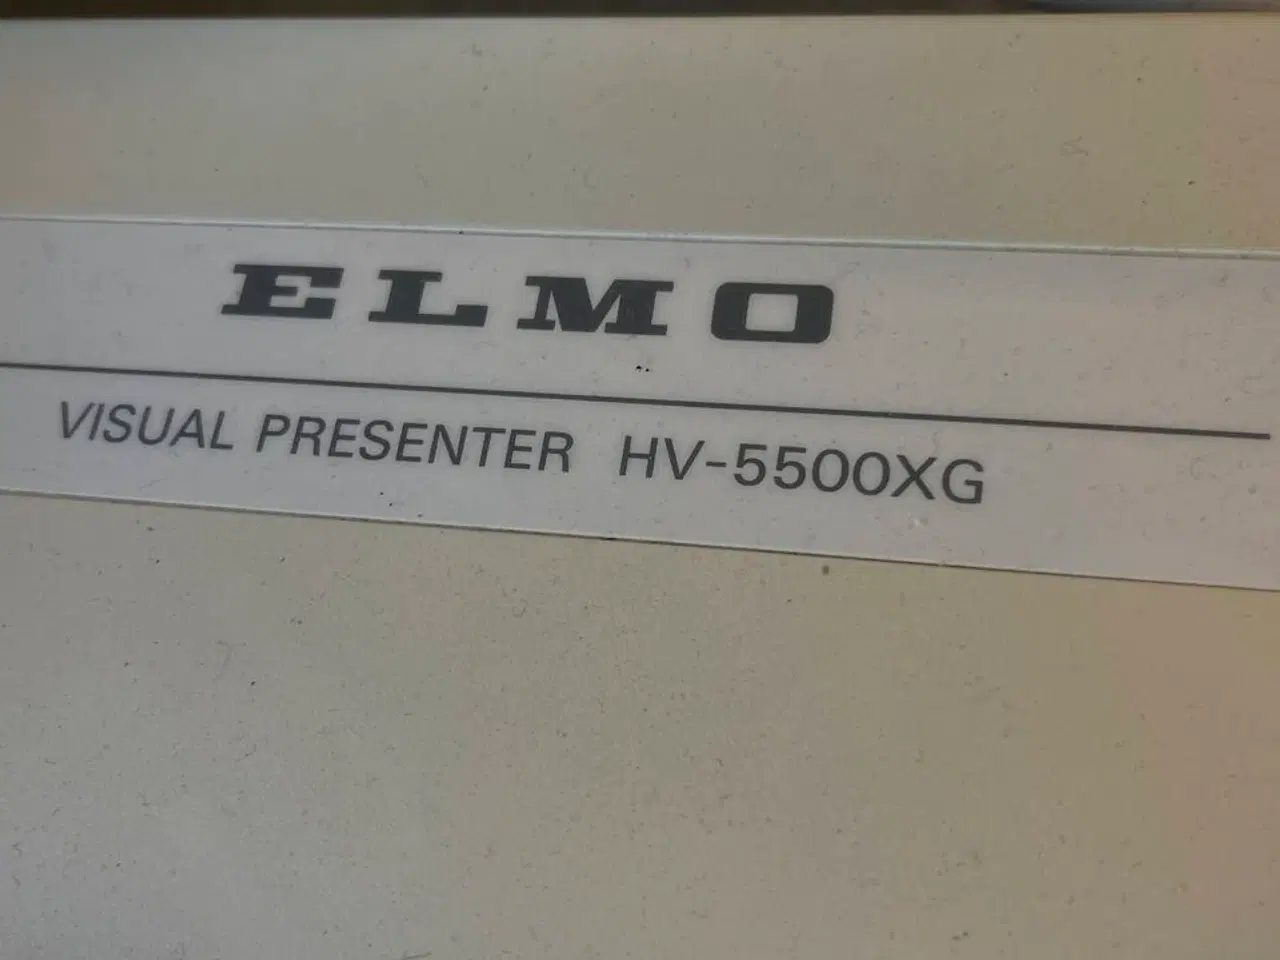 ELMO
VISUAL PRESENTER HV-5500XG